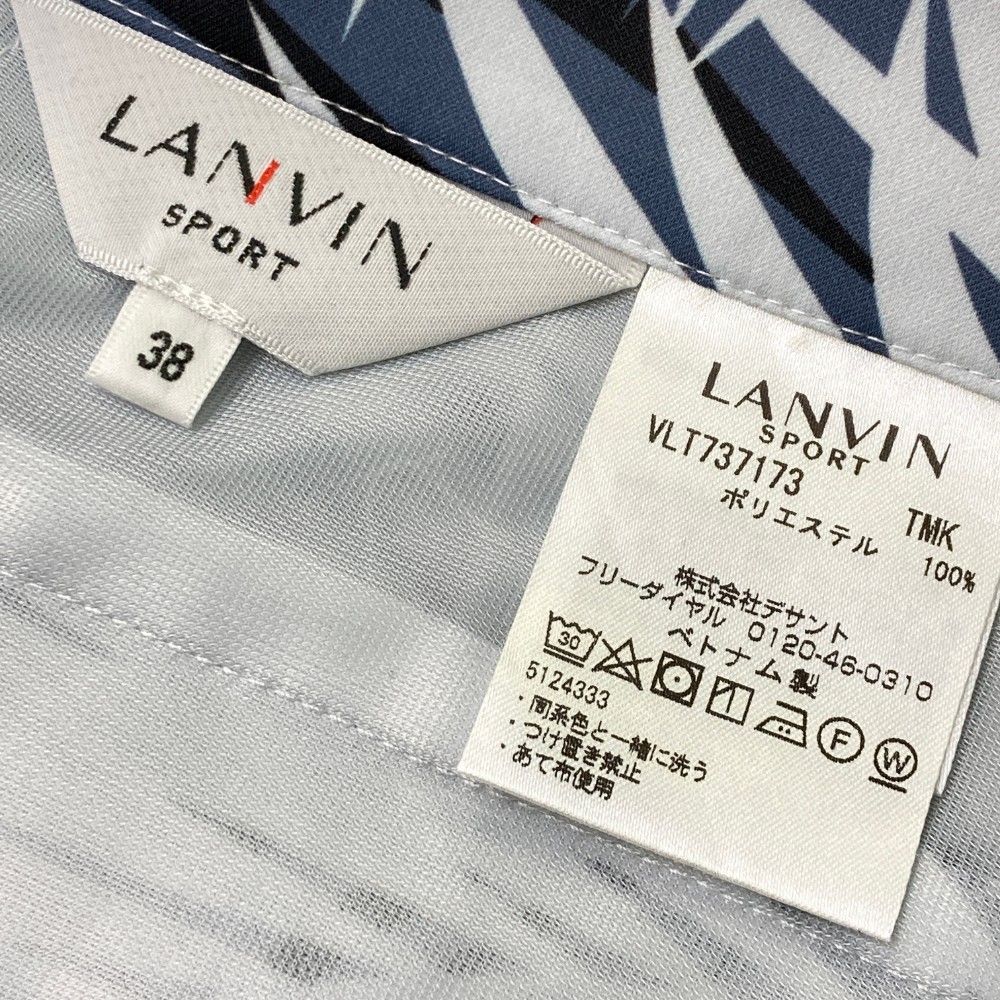 LANVIN
SPORT
38
LANVIN
SPORT
VLT737173 TMK
ポリエステル 100%
株式会社デサント
フリーダイヤル 0120-46-0310
ベトナム製
30
F
W
5124333
・同系色と一緒に洗う
・つけ置き禁止
・あて布使用